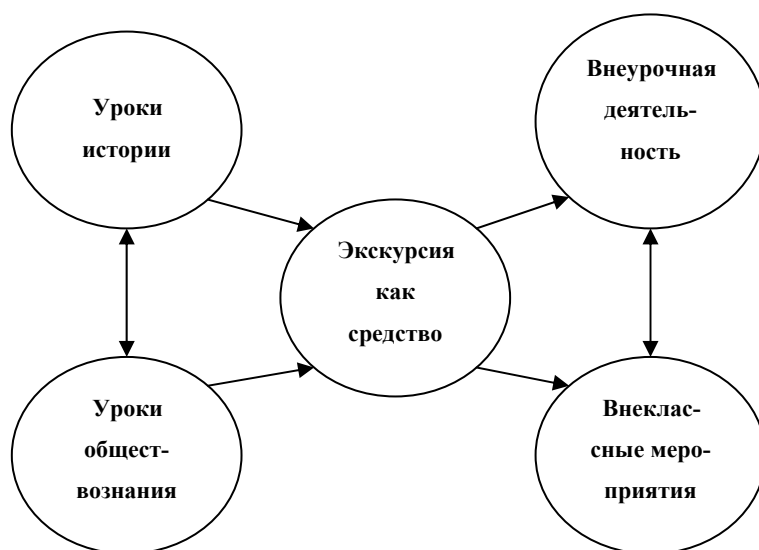 Уроки
истории
Внеурочная
деятель-
ность
Экскурсия
как
средство
Уроки
общест-
вознания
Внеклас-
сные меро-
приятия